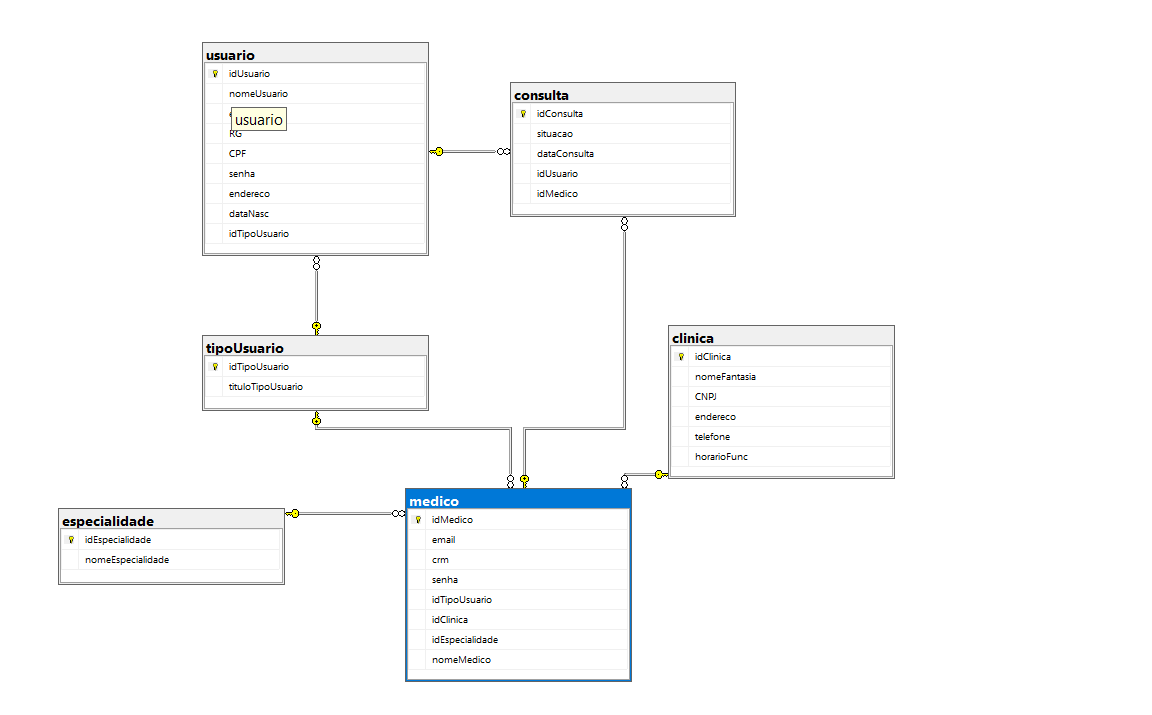 usuario
idUsuario
nomeUsuario
usuario
RG
CPF
senha
endereco
dataNasc
idTipoUsuario
consulta
idConsulta
situacao
dataConsulta
idUsuario
idMedico
tipoUsuario
idTipoUsuario
tituloTipoUsuario
clinica
idClinica
nomeFantasia
CNPJ
endereco
telefone
horarioFunc
especialidade
idEspecialidade
nomeEspecialidade
medico
idMedico
email
crm
senha
idTipoUsuario
idClinica
idEspecialidade
nomeMedico